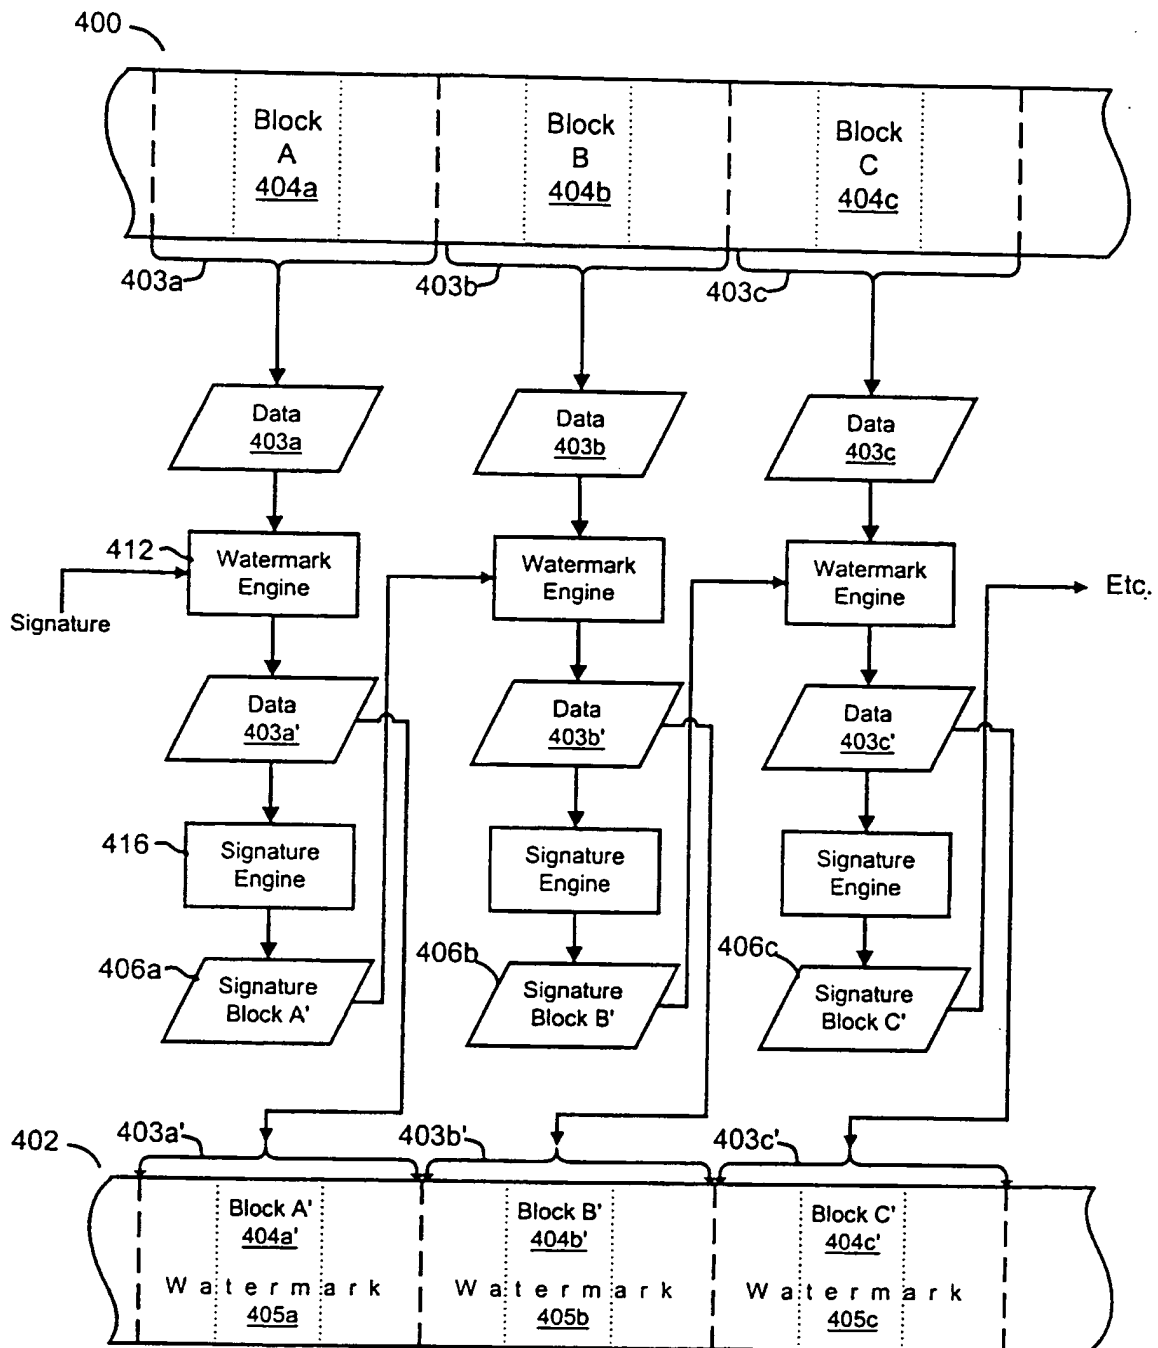 400
Block
A
404a
Block
B
404b
Block
C
404c
403a
403b
403c
Data
403a
Data
403b
Data
403c
412
Watermark
Engine
Watermark
Engine
Watermark
Engine
Signature
Etc.
Data
403a'
Data
403b'
Data
403c'
416
Signature
Engine
Signature
Engine
Signature
Engine
406a
Signature
Block A'
406b
Signature
Block B'
406c
Signature
Block C'
402
403a'
403b'
403c'
Block A'
404a'
Watermark
405a
Block B'
404b'
Watermark
405b
Block C'
404c'
Watermark
405c